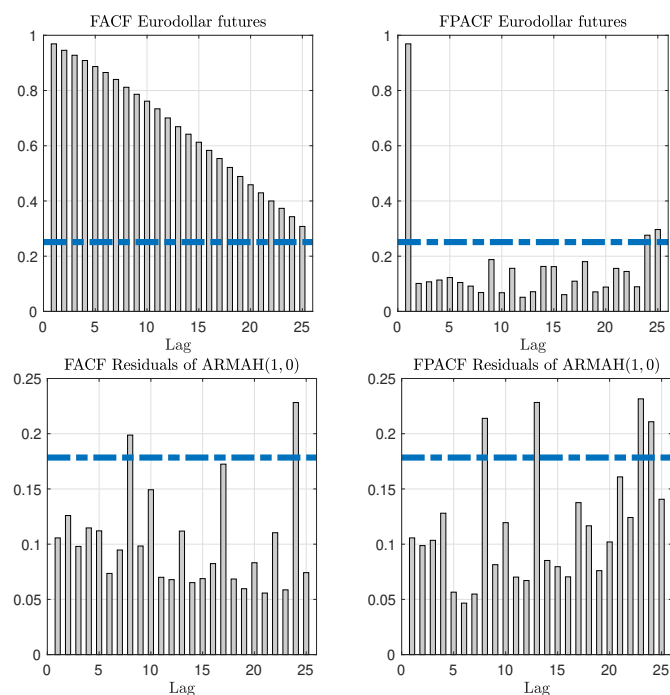 FACF Eurodollar futures
1
0.8
0.6
0.4
0.2
0
0 5 10 15 20 25
Lag
FPACF Eurodollar futures
1
0.8
0.6
0.4
0.2
0
0 5 10 15 20 25
Lag
FACF Residuals of ARMAH(1, 0)
0.25
0.2
0.15
0.1
0.05
0
0 5 10 15 20 25
Lag
FPACF Residuals of ARMAH(1, 0)
0.25
0.2
0.15
0.1
0.05
0
0 5 10 15 20 25
Lag